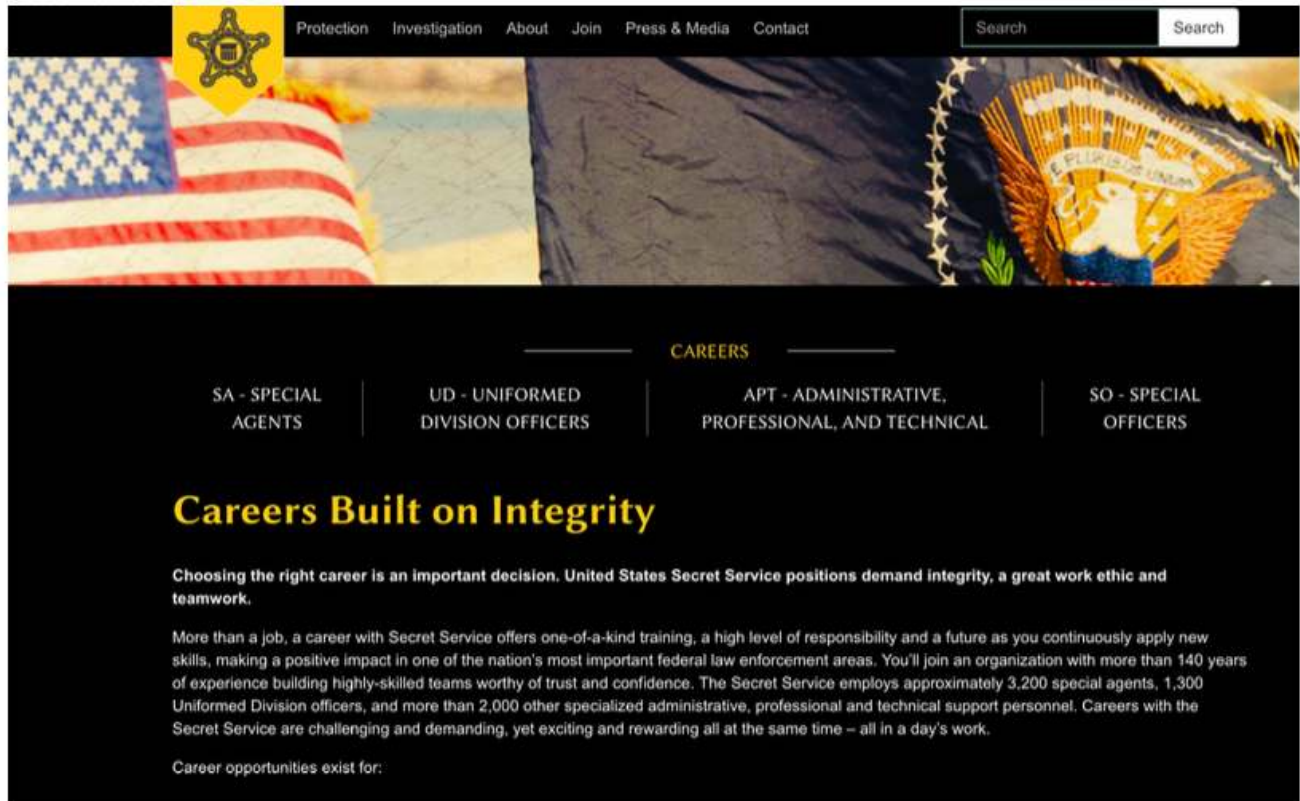 Protection Investigation About Join Press & Media Contact Search Search
E PLURIBUS UNUM
CAREERS
SA - SPECIAL
AGENTS
UD - UNIFORMED
DIVISION OFFICERS
APT - ADMINISTRATIVE,
PROFESSIONAL, AND TECHNICAL
SO - SPECIAL
OFFICERS
Careers Built on Integrity
Choosing the right career is an important decision. United States Secret Service positions demand integrity, a great work ethic and
teamwork.
More than a job, a career with Secret Service offers one-of-a-kind training, a high level of responsibility and a future as you continuously apply new
skills, making a positive impact in one of the nation's most important federal law enforcement areas. You'll join an organization with more than 140 years
of experience building highly-skilled teams worthy of trust and confidence. The Secret Service employs approximately 3,200 special agents, 1,300
Uniformed Division officers, and more than 2,000 other specialized administrative, professional and technical support personnel. Careers with the
Secret Service are challenging and demanding, yet exciting and rewarding all at the same time – all in a day's work.
Career opportunities exist for: